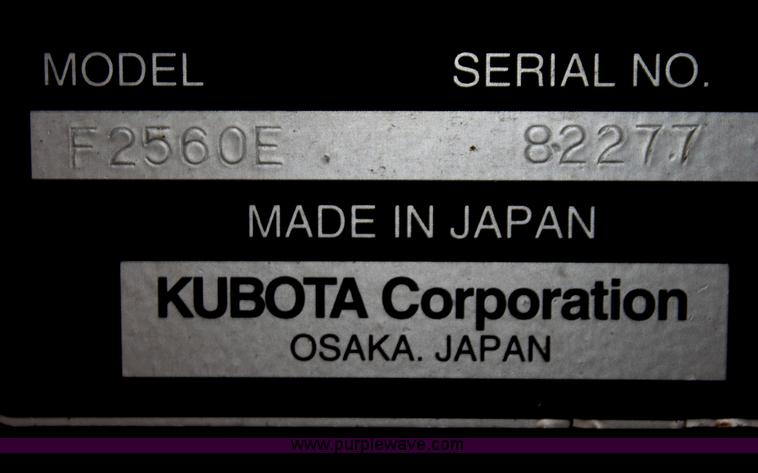 MODEL SERIAL NO.
F2560E 82277
MADE IN JAPAN
KUBOTA Corporation
OSAKA. JAPAN
www.purplewave.com